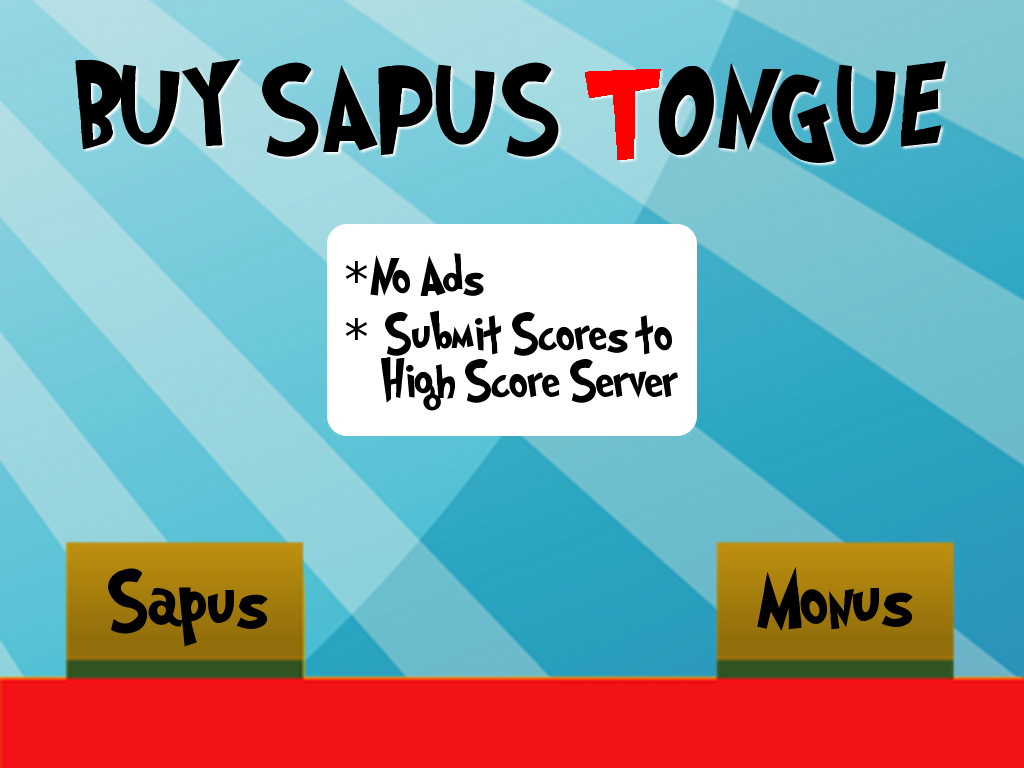 BUY SAPUS TONGUE
*No Ads
* Submit Scores to
High Score Server
Sapus
Monus